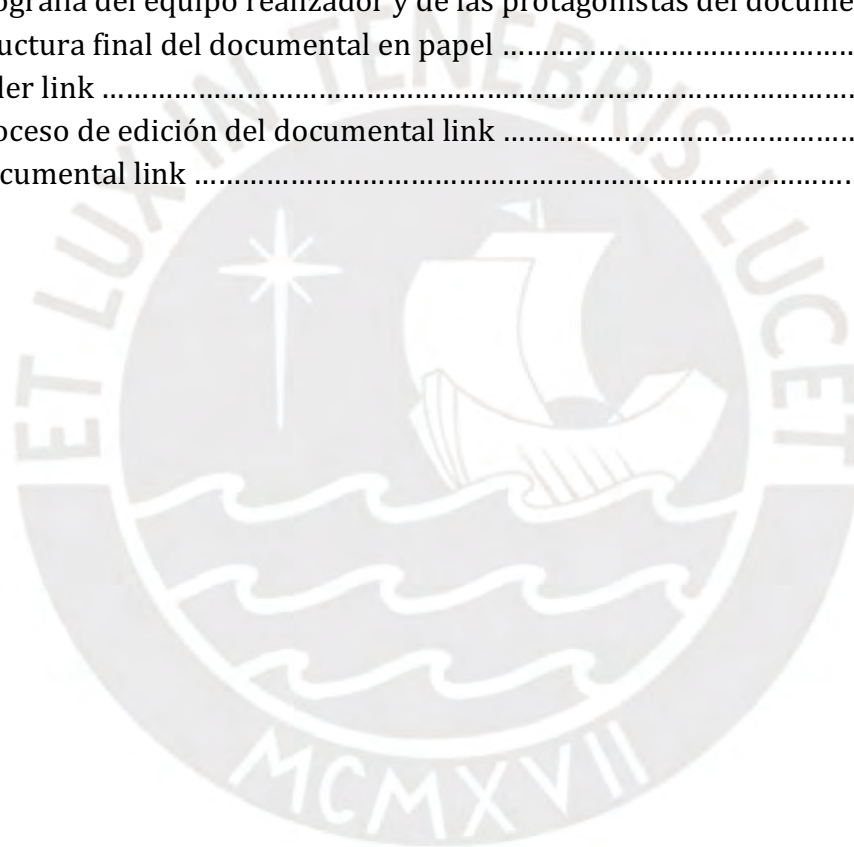 ografía del equipo realizador y de las protagonistas del docume
uctura final del documental en papel ................................................
ler link ................................................................................................
oceso de edición del documental link ................................................
cumental link ....................................................................................
ET LUX IN TENEBRIS LUCET
MCMXVII